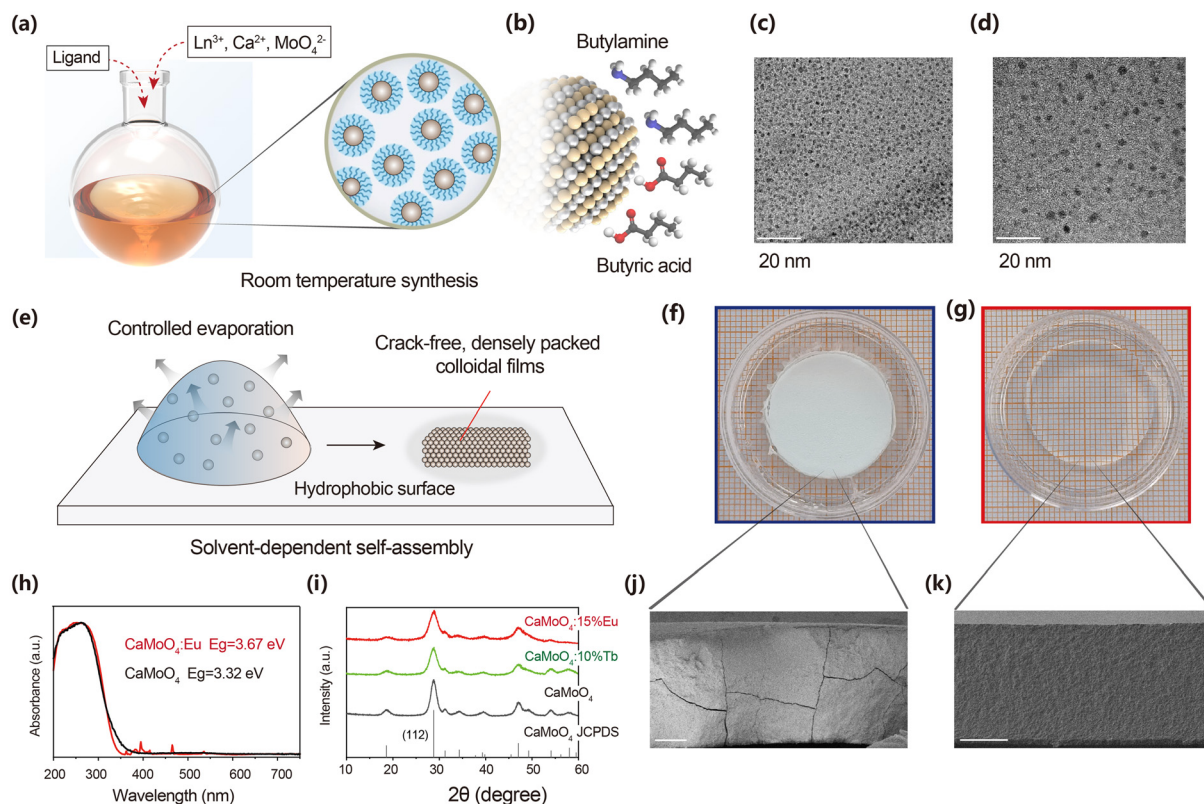 (a)
Ligand
Ln³⁺, Ca²⁺, MoO₄²⁻
Room temperature synthesis
(b)
Butylamine
Butyric acid
(c)
20 nm
(d)
20 nm
(e)
Controlled evaporation
Crack-free, densely packed
colloidal films
Hydrophobic surface
Solvent-dependent self-assembly
(f)
(g)
(h)
Absorbance (a.u.)
CaMoO₄:Eu Eg=3.67 eV
CaMoO₄ Eg=3.32 eV
200 300 400 500 600 700
Wavelength (nm)
(i)
Intensity (a.u.)
CaMoO₄:15%Eu
CaMoO₄:10%Tb
CaMoO₄
(112)
CaMoO₄ JCPDS
10 20 30 40 50 60
2θ (degree)
(j)
(k)